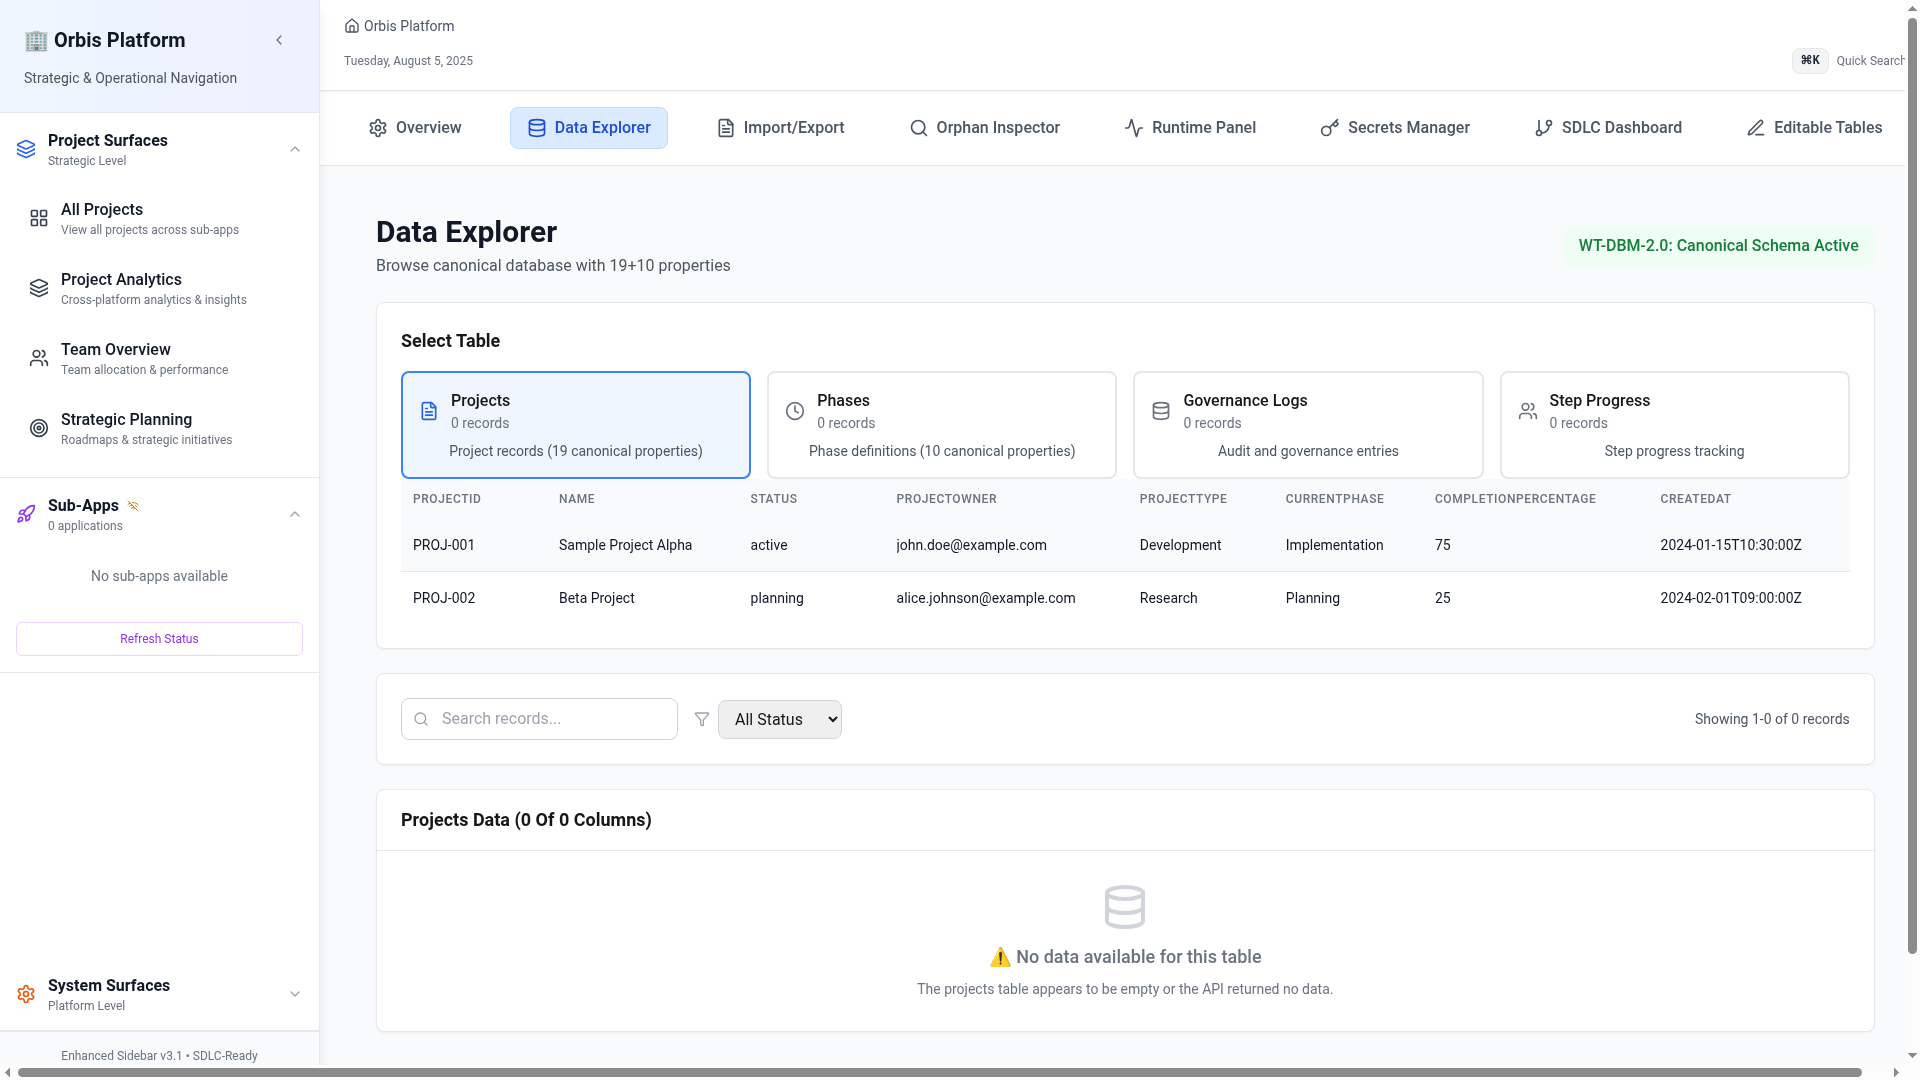 🏢 Orbis Platform
Strategic & Operational Navigation
Project Surfaces
Strategic Level
All Projects
View all projects across sub-apps
Project Analytics
Cross-platform analytics & insights
Team Overview
Team allocation & performance
Strategic Planning
Roadmaps & strategic initiatives
Sub-Apps
0 applications
No sub-apps available
Refresh Status
System Surfaces
Platform Level
Enhanced Sidebar v3.1 • SDLC-Ready
Orbis Platform
Tuesday, August 5, 2025
⌘K Quick Search
Overview Data Explorer Import/Export Orphan Inspector Runtime Panel Secrets Manager SDLC Dashboard Editable Tables
Data Explorer
Browse canonical database with 19+10 properties
WT-DBM-2.0: Canonical Schema Active
Select Table
Projects
0 records
Project records (19 canonical properties)
Phases
0 records
Phase definitions (10 canonical properties)
Governance Logs
0 records
Audit and governance entries
Step Progress
0 records
Step progress tracking
PROJECTID NAME STATUS PROJECTOWNER PROJECTTYPE CURRENTPHASE COMPLETIONPERCENTAGE CREATEDAT
PROJ-001 Sample Project Alpha active john.doe@example.com Development Implementation 75 2024-01-15T10:30:00Z
PROJ-002 Beta Project planning alice.johnson@example.com Research Planning 25 2024-02-01T09:00:00Z
Search records... All Status Showing 1-0 of 0 records
Projects Data (0 Of 0 Columns)
⚠️ No data available for this table
The projects table appears to be empty or the API returned no data.